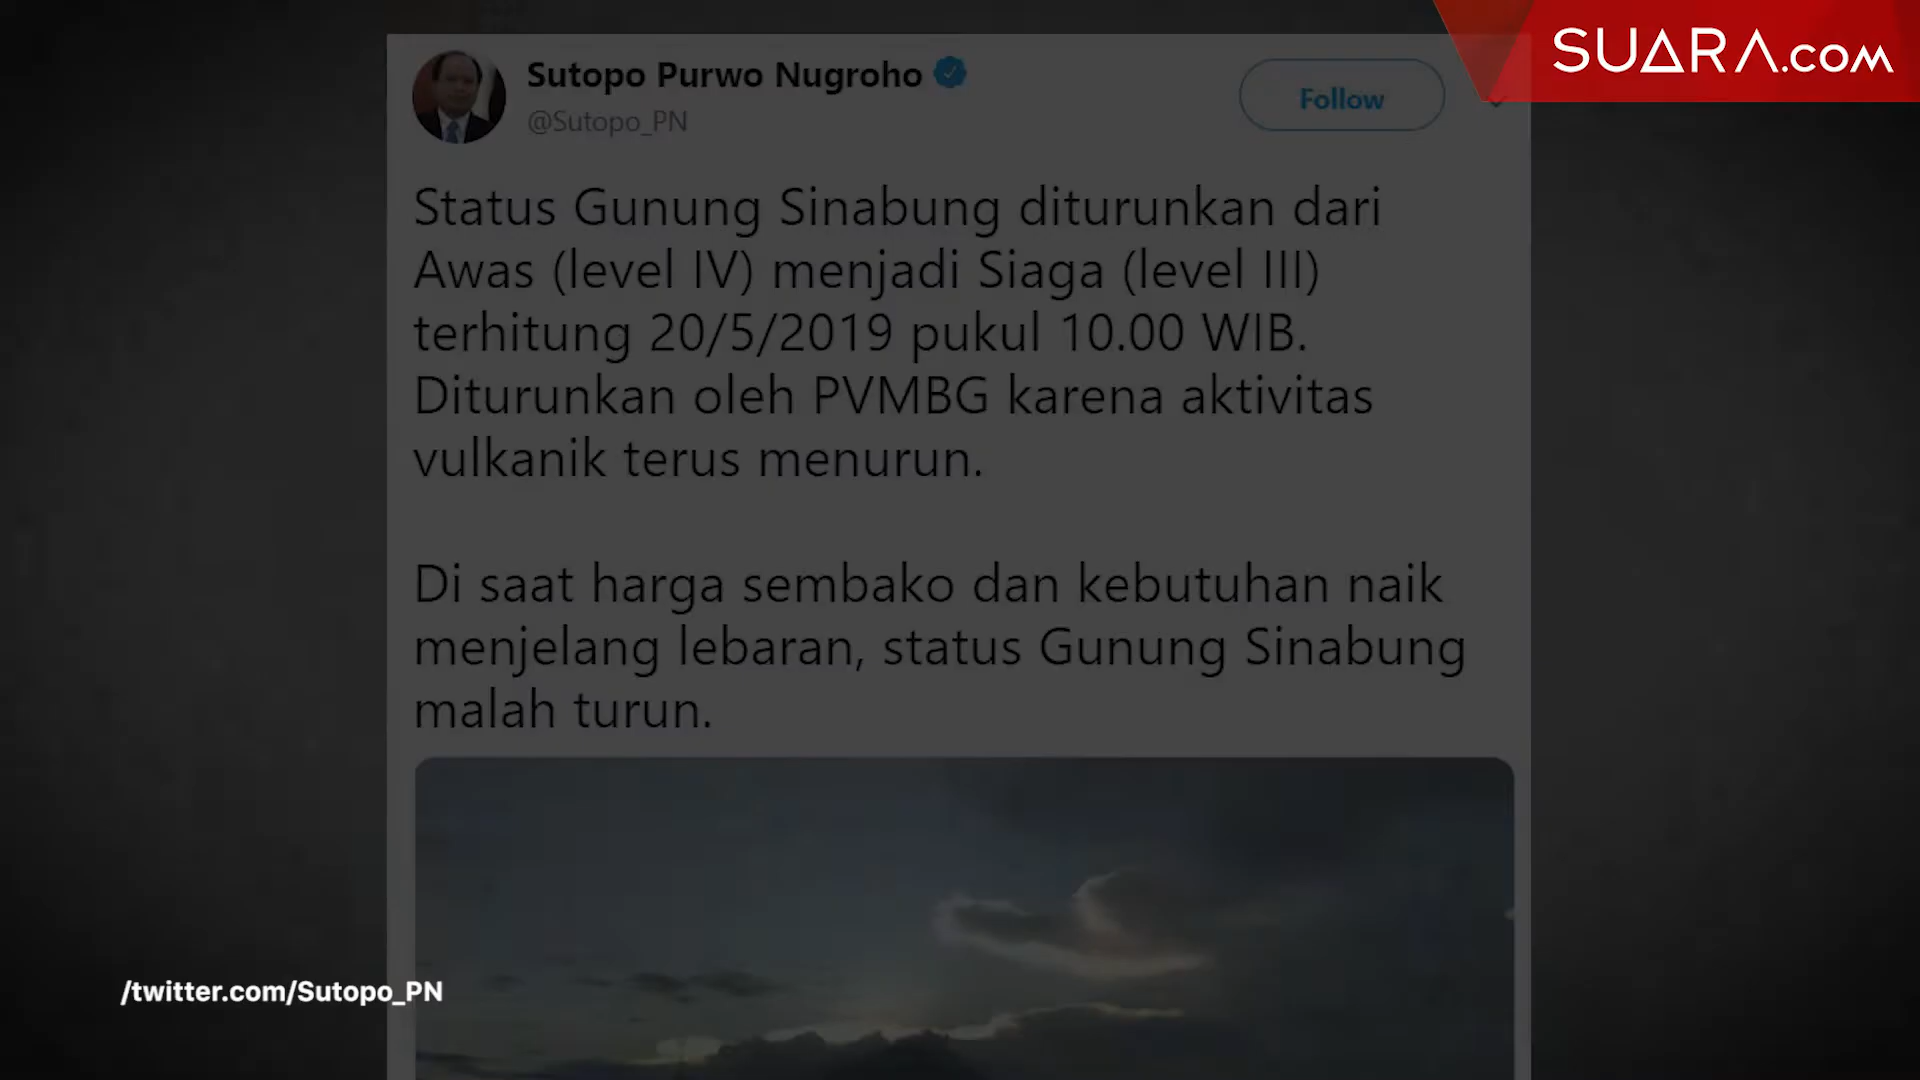 SUARA.com
Sutopo Purwo Nugroho
@Sutopo_PN
Follow
Status Gunung Sinabung diturunkan dari
Awas (level IV) menjadi Siaga (level III)
terhitung 20/5/2019 pukul 10.00 WIB.
Diturunkan oleh PVMBG karena aktivitas
vulkanik terus menurun.
Di saat harga sembako dan kebutuhan naik
menjelang lebaran, status Gunung Sinabung
malah turun.
/twitter.com/Sutopo_PN